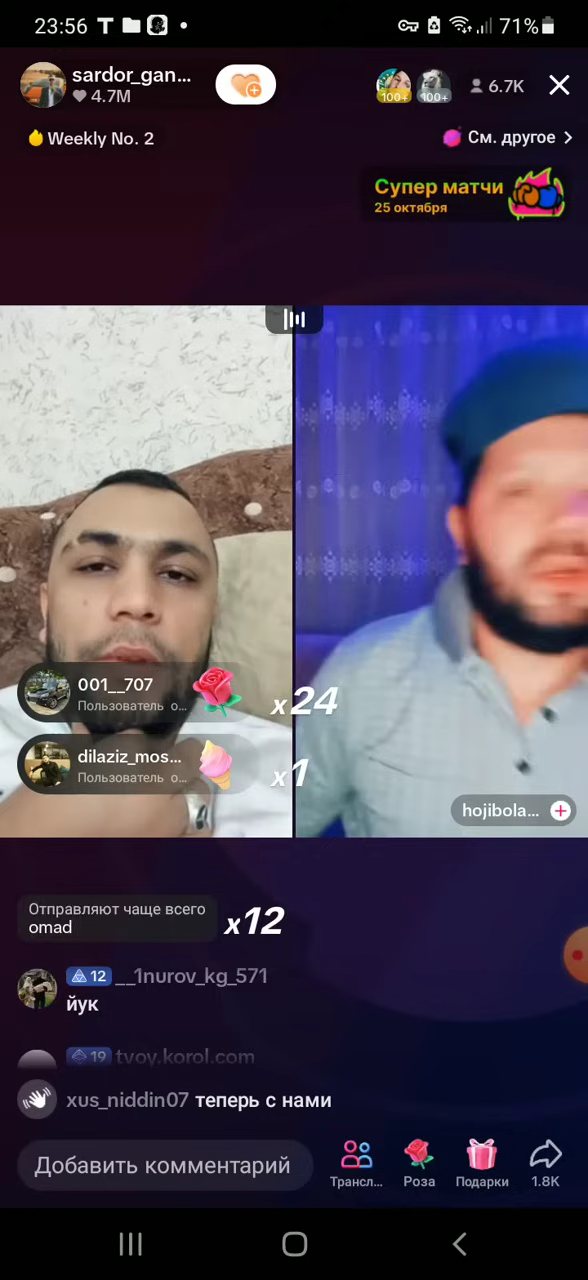 23:56
71%
sardor_gan...
4.7M
100+
100+
6.7K
Weekly No. 2
См. другое
Супер матчи
25 октября
001__707
Пользователь о...
x24
dilaziz_mos...
Пользователь о...
x1
hojibola...
Отправляют чаще всего
omad
x12
12 __1nurov_kg_571
йук
19 tvoy.korol.com
xus_niddin07 теперь с нами
Добавить комментарий
Трансл...
Роза
Подарки
1.8K